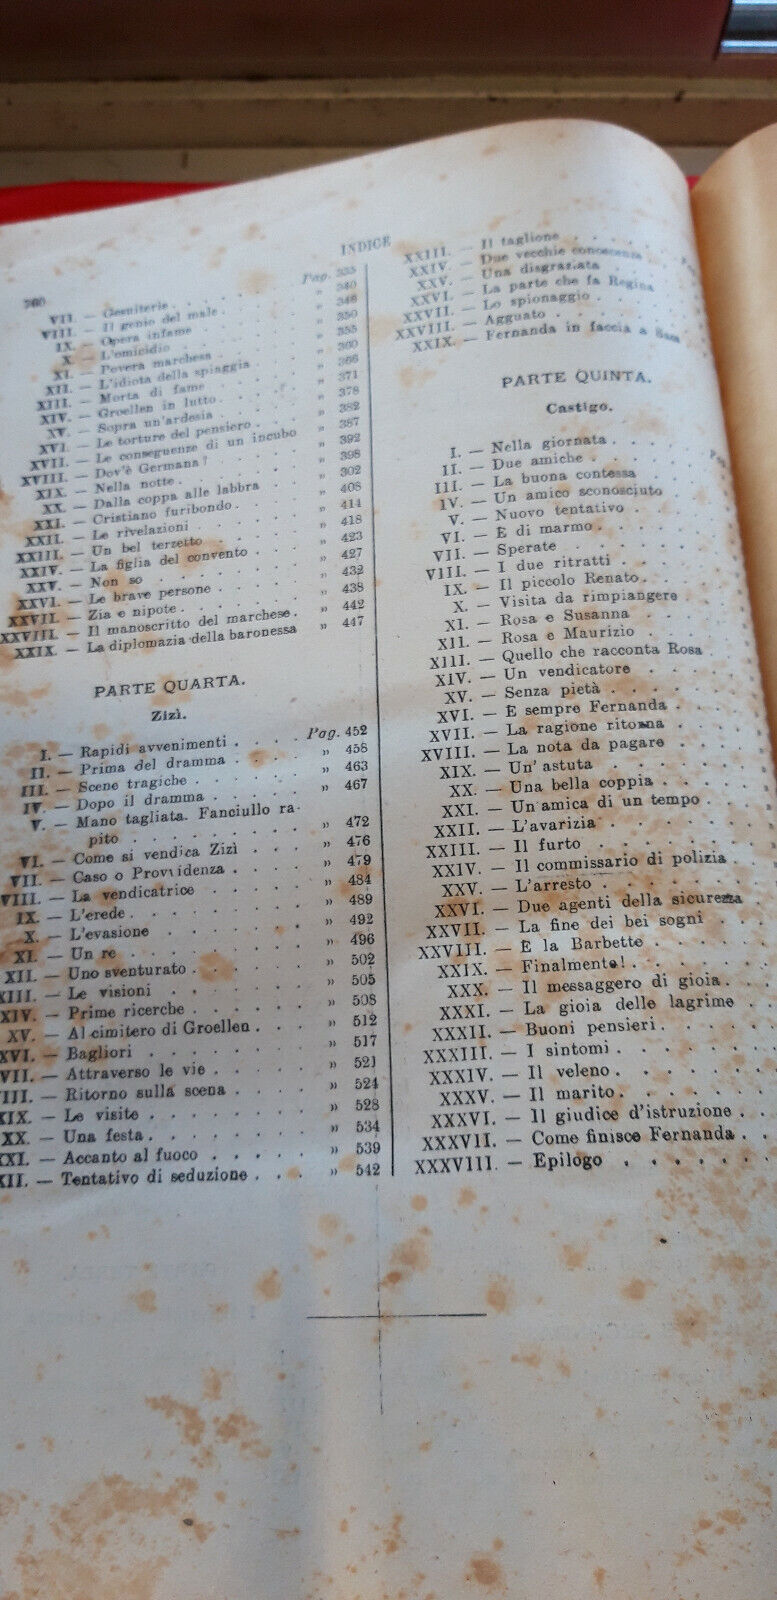 INDICE
VII. — Gesuiterie . . . Pag. 335
VIII. — Il genio del male . . . » 340
IX. — Opera infame . . . » 348
X. — L'omicidio . . . » 350
XI. — Povera marchesa . . . » 355
XII. — L'idiota della spiaggia . . . » 360
XIII. — Morta di fame . . . » 366
XIV. — Groellen in lutto . . . » 371
XV. — Sopra un'ardesia . . . » 378
XVI. — Le torture del pensiero . . . » 382
XVII. — Le conseguenze di un incubo » 387
XVIII. — Dov'è Germana? . . . » 392
XIX. — Nella notte . . . » 398
XX. — Dalla coppa alle labbra . . . » 302
XXI. — Cristiano furibondo . . . » 408
XXII. — Le rivelazioni . . . » 414
XXIII. — Un bel terzetto . . . » 418
XXIV. — La figlia del convento . . . » 423
XXV. — Non so . . . » 427
XXVI. — Le brave persone . . . » 432
XXVII. — Zia e nipote . . . » 438
XXVIII. — Il manoscritto del marchese . » 442
XXIX. — La diplomazia della baronessa » 447
PARTE QUARTA.
Zizì.
I. — Rapidi avvenimenti . . . . Pag. 452
II. — Prima del dramma . . . » 458
III. — Scene tragiche . . . » 463
IV. — Dopo il dramma . . . » 467
V. — Mano tagliata. Fanciullo ra-
pito . . . » 472
VI. — Come si vendica Zizì . . . » 476
VII. — Caso o Provvidenza . . . » 479
VIII. — La vendicatrice . . . » 484
IX. — L'erede . . . » 489
X. — L'evasione . . . » 492
XI. — Un re . . . » 496
XII. — Uno sventurato . . . » 502
XIII. — Le visioni . . . » 505
XIV. — Prime ricerche . . . » 508
XV. — Al cimitero di Groellen . . . » 512
XVI. — Bagliori . . . » 517
VII. — Attraverso le vie . . . » 521
VIII. — Ritorno sulla scena . . . » 524
XIX. — Le visite . . . » 528
XX. — Una festa . . . » 534
XXI. — Accanto al fuoco . . . » 539
XII. — Tentativo di seduzione . . . » 542
XXIII. — Il taglione . . .
XXIV. — Due vecchie conoscenze
XXV. — Una disgraziata . . .
XXVI. — La parte che fa Regina
XXVII. — Lo spionaggio . . .
XXVIII. — Agguato . . .
XXIX. — Fernanda in faccia a
PARTE QUINTA.
Castigo.
I. — Nella giornata . . . .
II. — Due amiche . . .
III. — La buona contessa . . .
IV. — Un amico sconosciuto . . .
V. — Nuovo tentativo . . .
VI. — E di marmo . . .
VII. — Sperate . . .
VIII. — I due ritratti . . .
IX. — Il piccolo Renato . . .
X. — Visita da rimpiangere . . .
XI. — Rosa e Susanna . . .
XII. — Rosa e Maurizio . . .
XIII. — Quello che racconta Rosa .
XIV. — Un vendicatore . . .
XV. — Senza pietà . . .
XVI. — E sempre Fernanda . . .
XVII. — La ragione ritorna . . .
XVIII. — La nota da pagare . . .
XIX. — Un'astuta . . .
XX. — Una bella coppia . . .
XXI. — Un amica di un tempo . . .
XXII. — L'avarizia . . .
XXIII. — Il furto . . .
XXIV. — Il commissario di polizia . .
XXV. — L'arresto . . .
XXVI. — Due agenti della sicurezza .
XXVII. — La fine dei bei sogni . . .
XXVIII. — E la Barbette . . .
XXIX. — Finalmente! . . .
XXX. — Il messaggero di gioia . . .
XXXI. — La gioia delle lagrime . . .
XXXII. — Buoni pensieri . . .
XXXIII. — I sintomi . . .
XXXIV. — Il veleno . . .
XXXV. — Il marito . . .
XXXVI. — Il giudice d'istruzione . . .
XXXVII. — Come finisce Fernanda . .
XXXVIII. — Epilogo . . . . . .